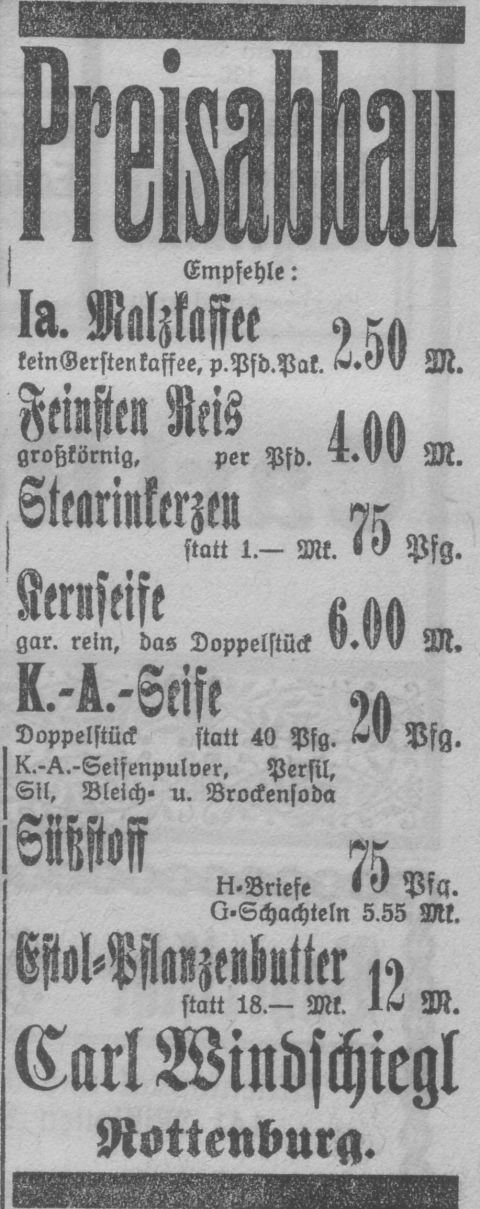 Preisabbau
Empfehle:
Ia. Malzkaffee
kein Gerstenkaffee, p. Pfd. Pak. 2.50 M.
Feinsten Reis
großkörnig, per Pfd. 4.00 M.
Stearinkerzen
statt 1.— Mk. 75 Pfg.
Kernseife
gar. rein, das Doppelstück 6.00 M.
K.-A.-Seife
Doppelstück statt 40 Pfg. 20 Pfg.
K.-A.-Seifenpulver, Persil,
Sil, Bleich- u. Brockensoda
Süßstoff
H-Briefe 75 Pfg.
G-Schachteln 5.55 Mk.
Estol-Pflanzenbutter
statt 18.— Mk. 12 M.
Carl Windschiegl
Rottenburg.